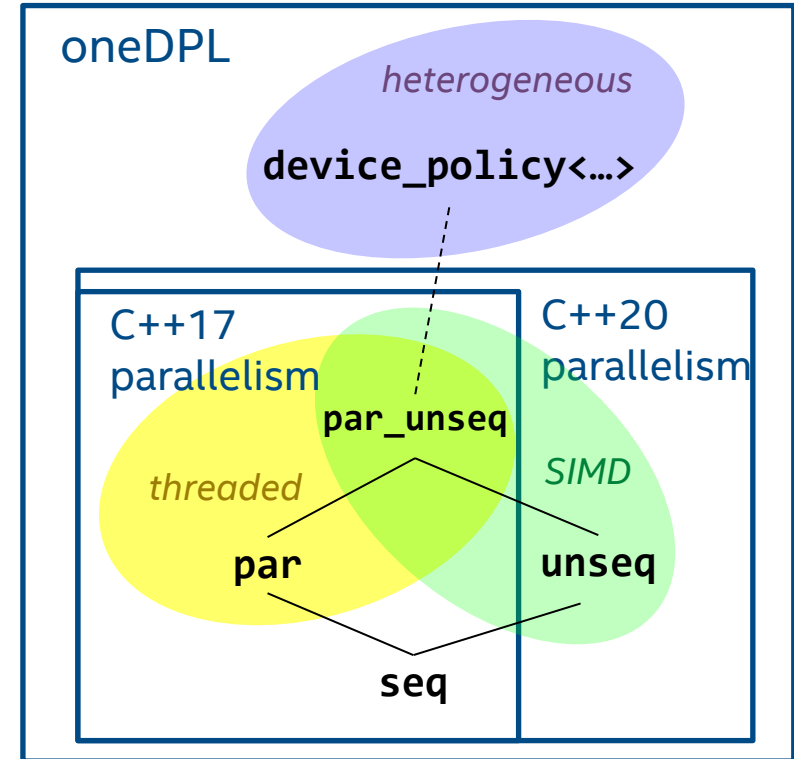 oneDPL
heterogeneous
device_policy<…>
C++17
parallelism
C++20
parallelism
par_unseq
threaded
SIMD
par
unseq
seq